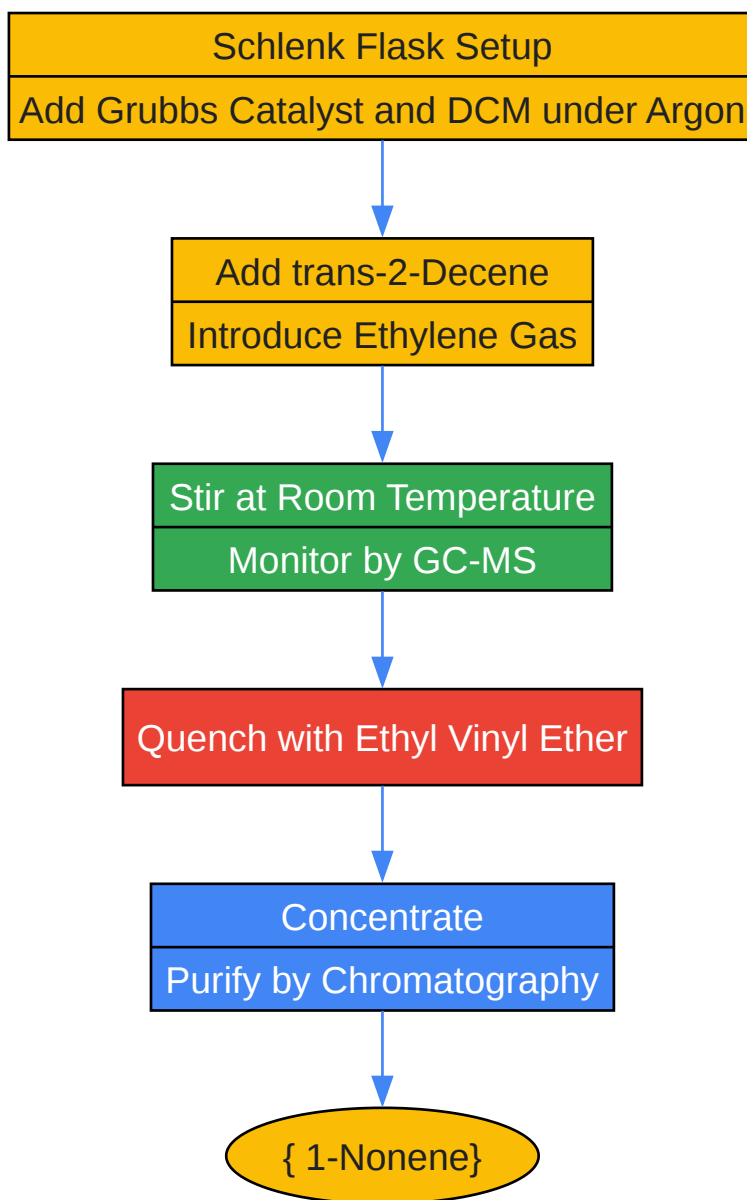 Schlenk Flask Setup
Add Grubbs Catalyst and DCM under Argon
Add trans-2-Decene
Introduce Ethylene Gas
Stir at Room Temperature
Monitor by GC-MS
Quench with Ethyl Vinyl Ether
Concentrate
Purify by Chromatography
{ 1-Nonene}